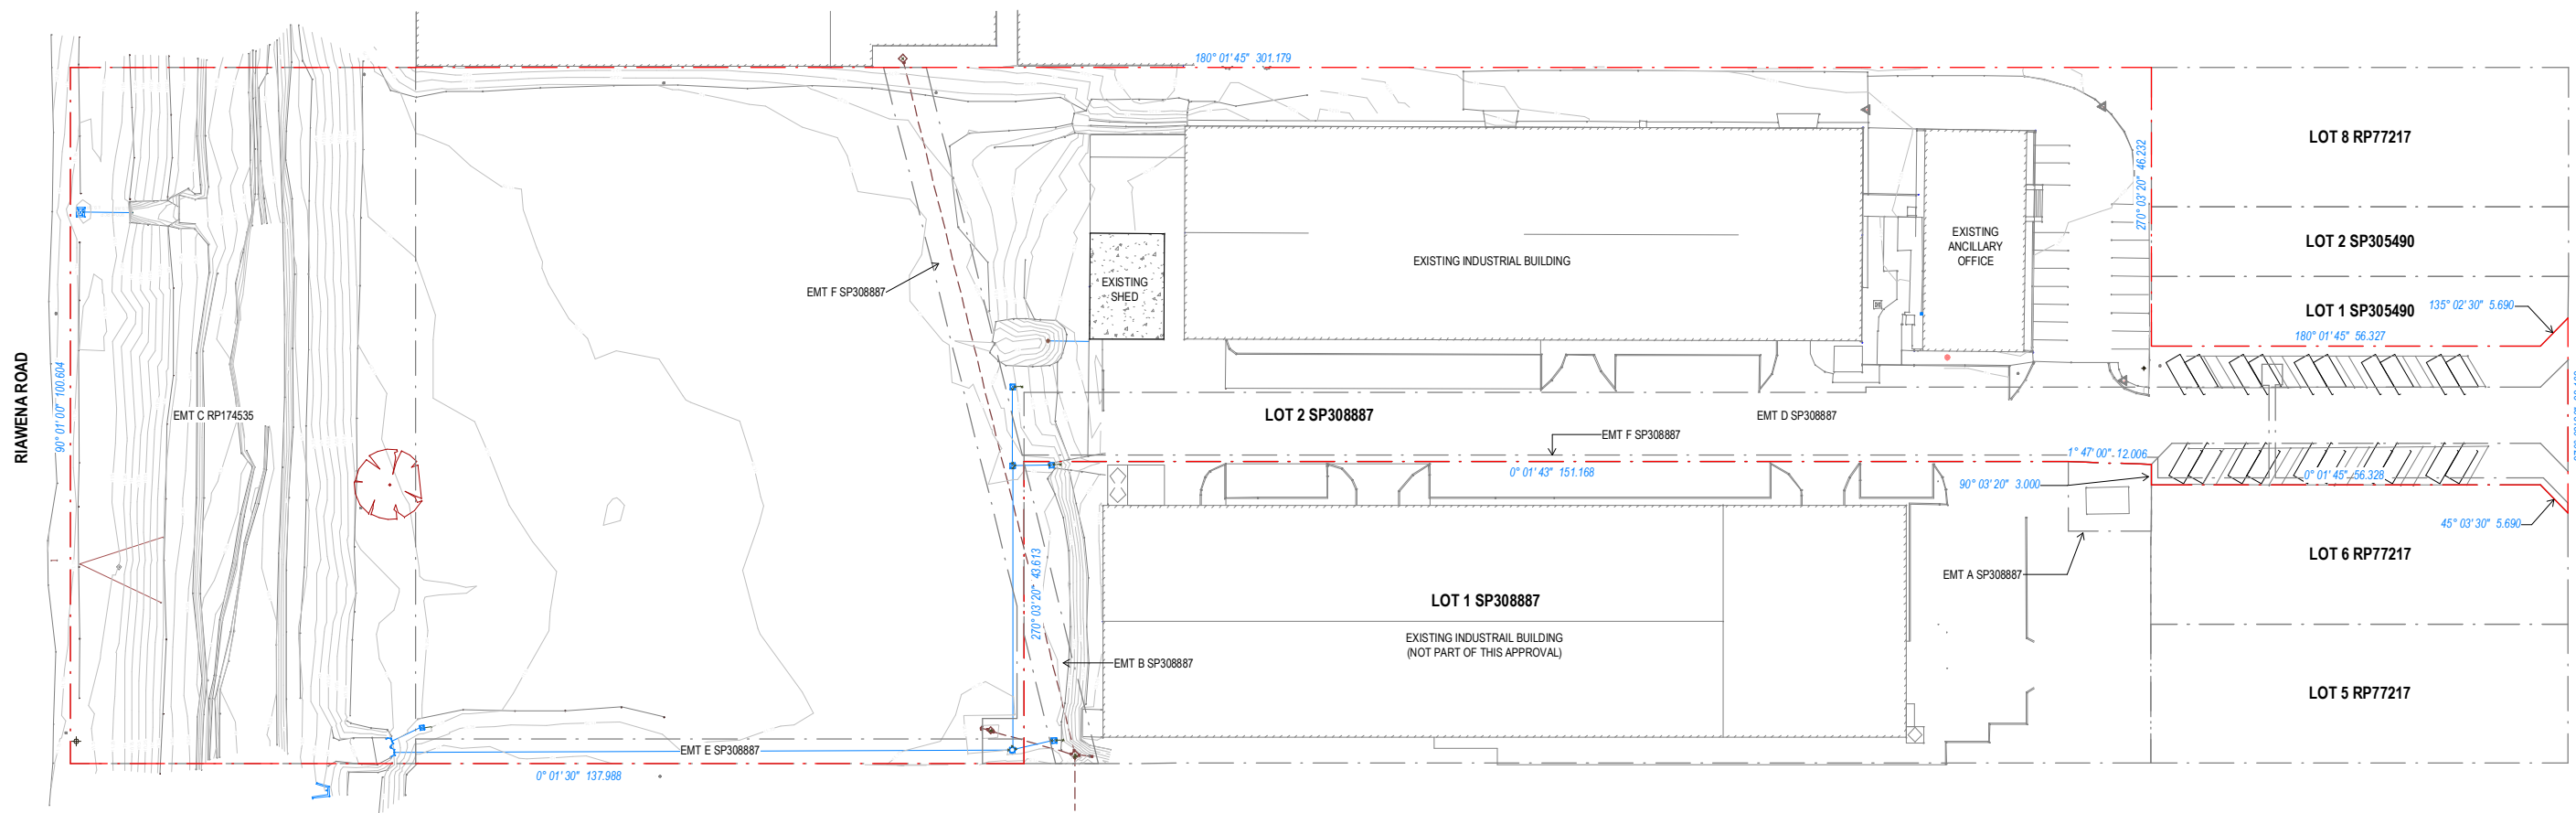 180° 01' 45" 301.179
LOT 8 RP77217
270° 03' 20" 46.232
EXISTING
ANCILLARY
OFFICE
LOT 2 SP305490
EXISTING INDUSTRIAL BUILDING
EXISTING
SHED
EMT F SP308887
LOT 1 SP305490
135° 02' 30" 5.690
180° 01' 45" 56.327
RIAWENA ROAD
90° 01' 00" 100.604
EMT C RP174535
LOT 2 SP308887
EMT D SP308887
EMT F SP308887
0° 01' 43" 151.168
1° 47' 00" 12.006
90° 03' 20" 3.000
0° 01' 45" 56.328
45° 03' 30" 5.690
LOT 6 RP77217
EMT A SP308887
1
270° 03' 20" 43.613
LOT 1 SP308887
EXISTING INDUSTRAIL BUILDING
(NOT PART OF THIS APPROVAL)
EMT B SP308887
LOT 5 RP77217
EMT E SP308887
0° 01' 30" 137.988